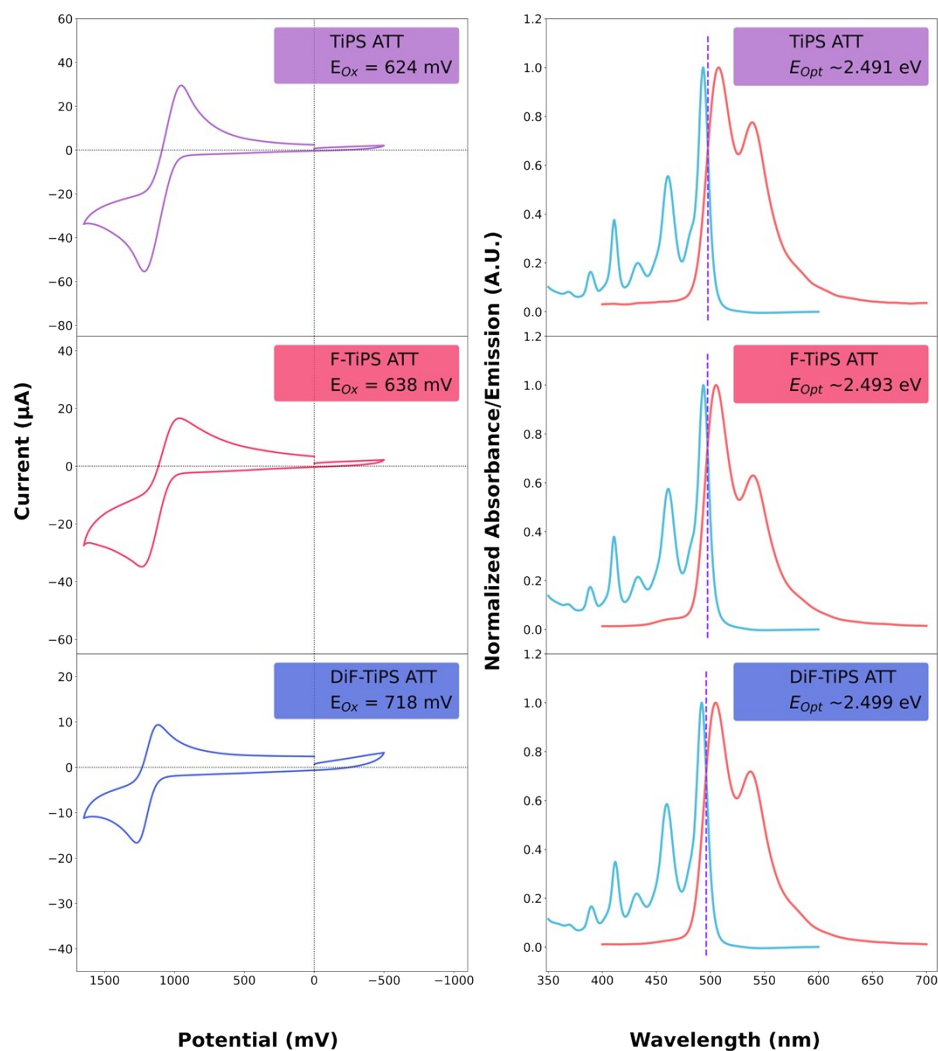 60
40
20
0
−20
−40
−60
−80
TiPS ATT
E_Ox = 624 mV
40
20
0
−20
−40
−60
F-TiPS ATT
E_Ox = 638 mV
20
10
0
−10
−20
−30
−40
DiF-TiPS ATT
E_Ox = 718 mV
1500 1000 500 0 −500 −1000
Current (µA)
Potential (mV)
1.2
1.0
0.8
0.6
0.4
0.2
0.0
TiPS ATT
E_Opt ~2.491 eV
1.2
1.0
0.8
0.6
0.4
0.2
0.0
F-TiPS ATT
E_Opt ~2.493 eV
1.2
1.0
0.8
0.6
0.4
0.2
0.0
DiF-TiPS ATT
E_Opt ~2.499 eV
350 400 450 500 550 600 650 700
Normalized Absorbance/Emission (A.U.)
Wavelength (nm)